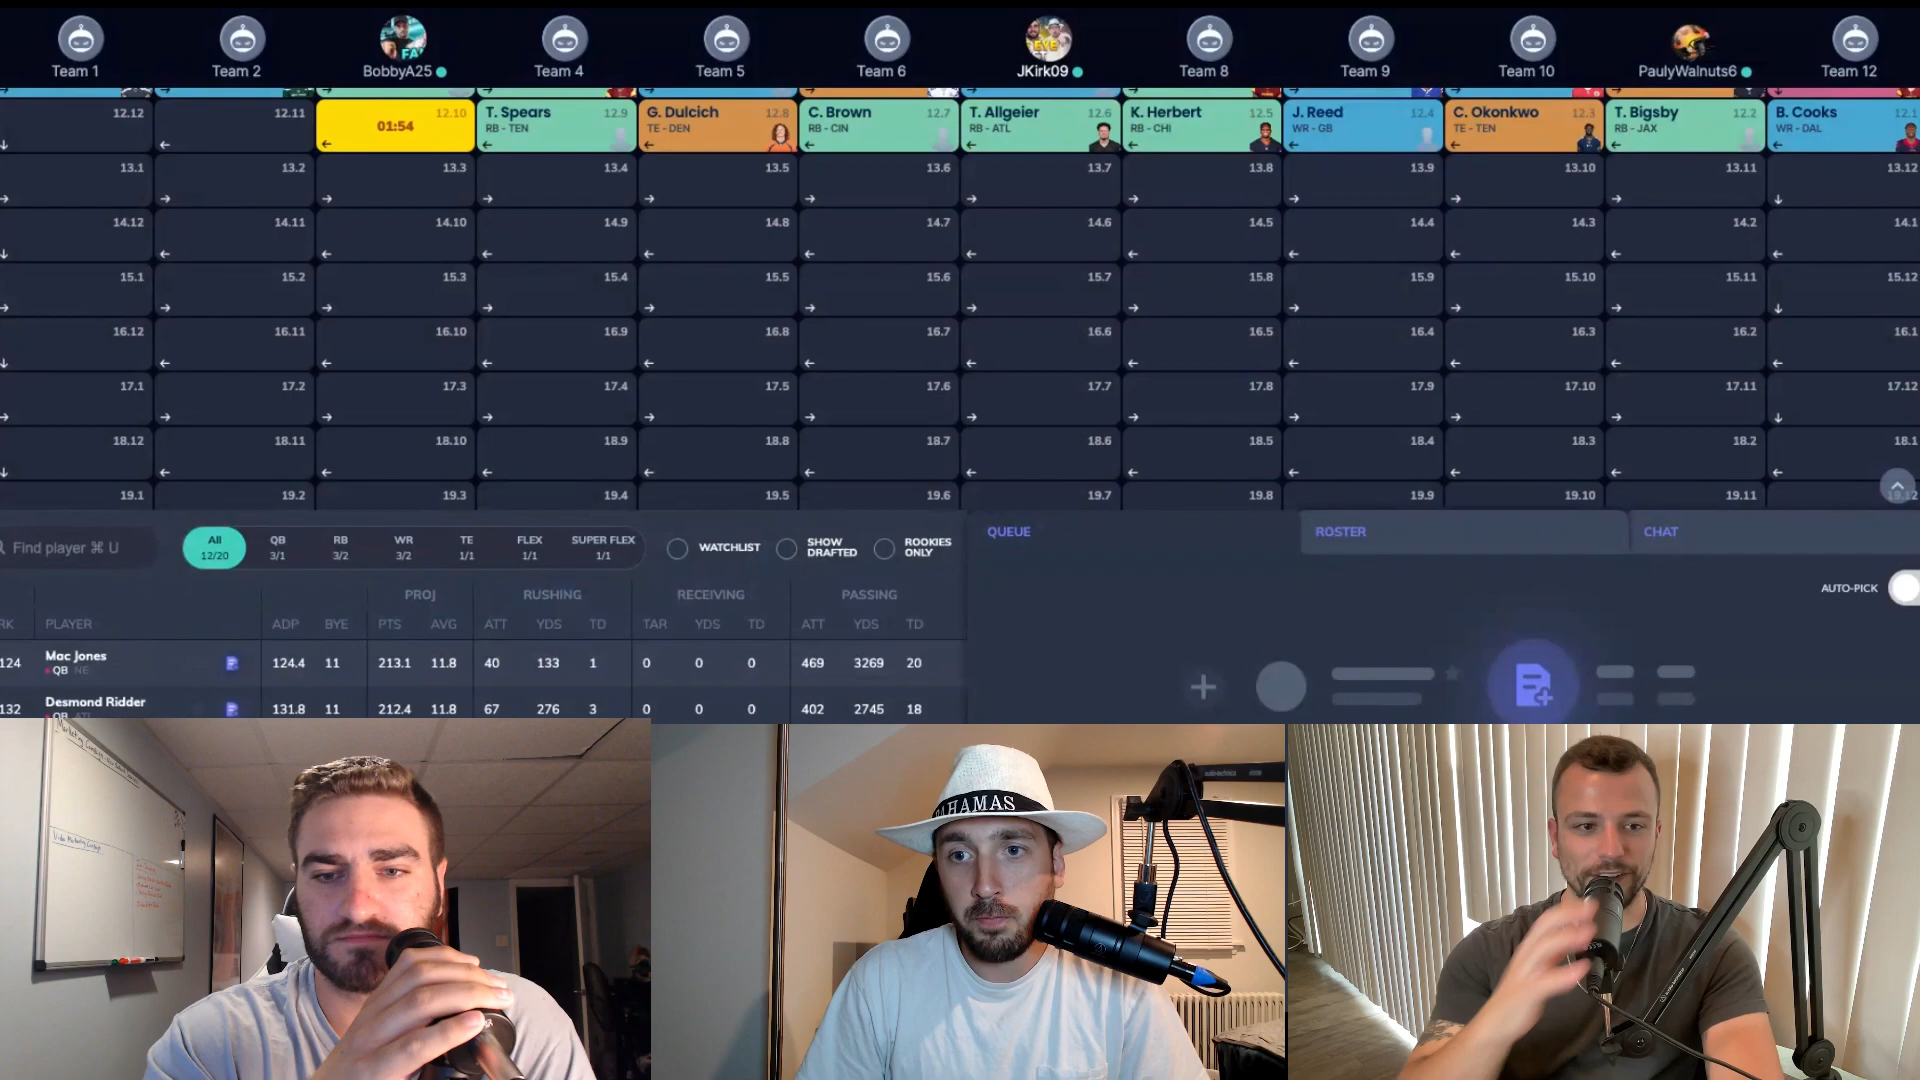 Team 1 Team 2 BobbyA25 Team 4 Team 5 Team 6 JKirk09 Team 8 Team 9 Team 10 PaulyWalnuts6 Team 12
12.12 12.11 12.10 T. Spears 12.9 G. Dulcich 12.8 C. Brown 12.7 T. Allgeier 12.6 K. Herbert 12.5 J. Reed 12.4 C. Okonkwo 12.3 T. Bigsby 12.2 B. Cooks 12.1
01:54 RB - TEN TE - DEN RB - CIN RB - ATL RB - CHI WR - GB TE - TEN RB - JAX WR - DAL
13.1 13.2 13.3 13.4 13.5 13.6 13.7 13.8 13.9 13.10 13.11 13.12
14.12 14.11 14.10 14.9 14.8 14.7 14.6 14.5 14.4 14.3 14.2 14.1
15.1 15.2 15.3 15.4 15.5 15.6 15.7 15.8 15.9 15.10 15.11 15.12
16.12 16.11 16.10 16.9 16.8 16.7 16.6 16.5 16.4 16.3 16.2 16.1
17.1 17.2 17.3 17.4 17.5 17.6 17.7 17.8 17.9 17.10 17.11 17.12
18.12 18.11 18.10 18.9 18.8 18.7 18.6 18.5 18.4 18.3 18.2 18.1
19.1 19.2 19.3 19.4 19.5 19.6 19.7 19.8 19.9 19.10 19.11 19.12
QUEUE ROSTER CHAT
Find player ⌘ U All QB RB WR TE FLEX SUPER FLEX WATCHLIST SHOW DRAFTED ROOKIES ONLY
12/20 3/1 3/2 3/2 1/1 1/1 1/1
AUTO-PICK
PROJ RUSHING RECEIVING PASSING
RK PLAYER ADP BYE PTS AVG ATT YDS TD TAR YDS TD ATT YDS TD
124 Mac Jones 124.4 11 213.1 11.8 40 133 1 0 0 0 469 3269 20
QB NE
132 Desmond Ridder 131.8 11 212.4 11.8 67 276 3 0 0 0 402 2745 18
QB ATL
BAHAMAS
audio-technica